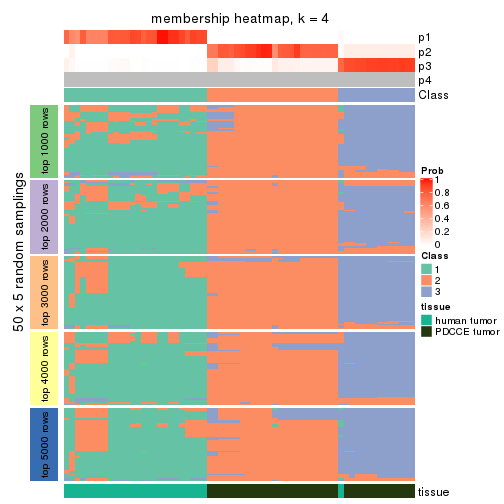 membership heatmap, k = 4
p1
p2
p3
p4
Class
50 x 5 random samplings
top 1000 rows
top 2000 rows
top 3000 rows
top 4000 rows
top 5000 rows
Prob
1
0.8
0.6
0.4
0.2
0
Class
1
2
3
tissue
human tumor
PDCCE tumor
tissue